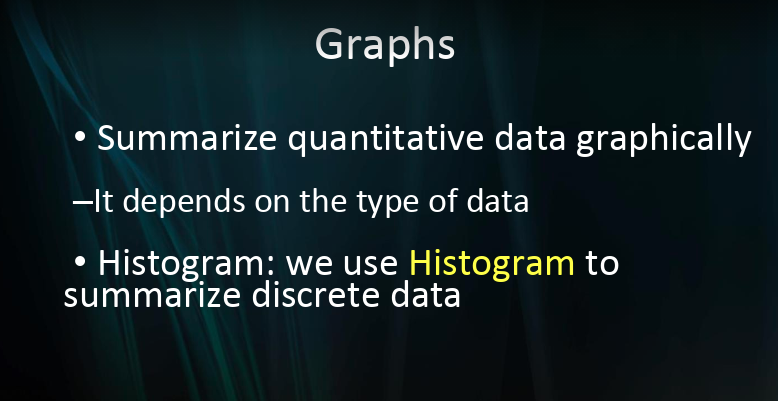 Graphs
• Summarize quantitative data graphically
–It depends on the type of data
• Histogram: we use Histogram to
summarize discrete data